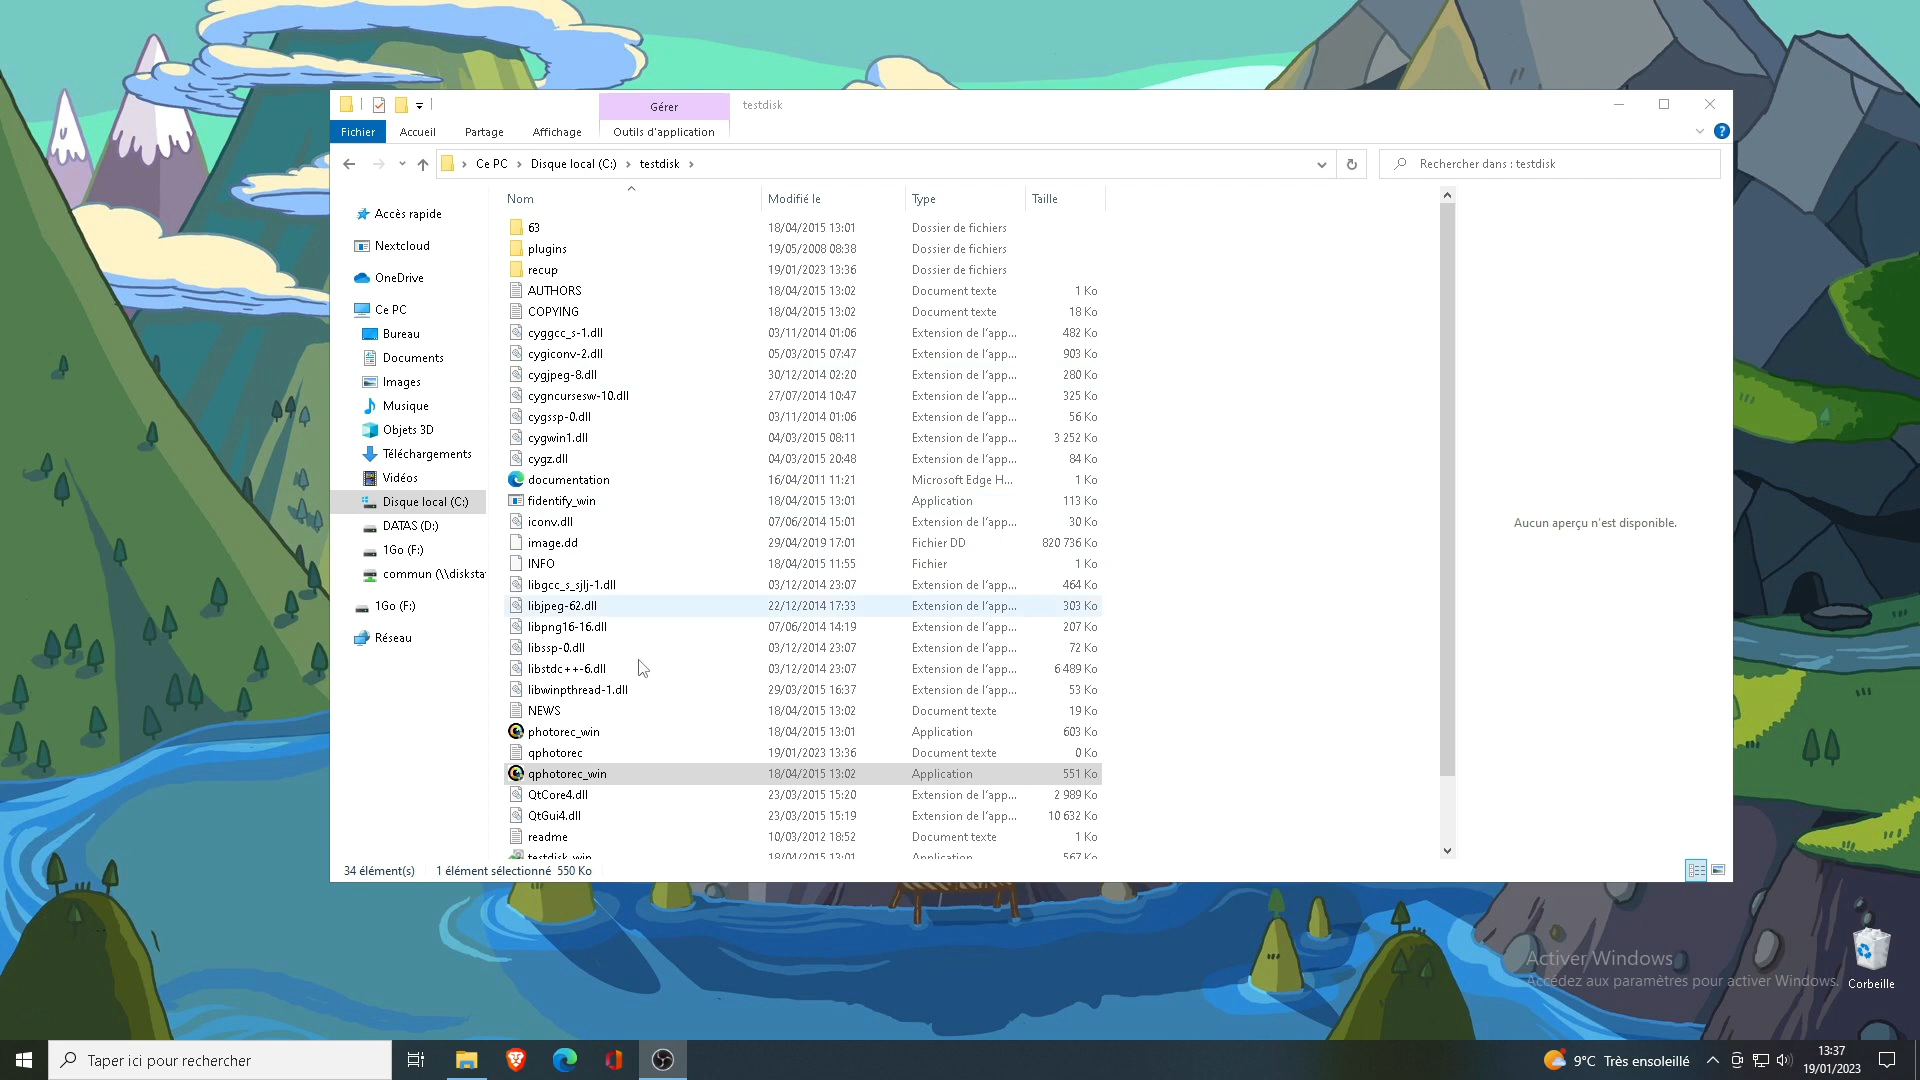 Gérer
testdisk
Fichier
Accueil
Partage
Affichage
Outils d'application
Ce PC
Disque local (C:)
testdisk
Rechercher dans : testdisk
Accès rapide
Nextcloud
OneDrive
Ce PC
Bureau
Documents
Images
Musique
Objets 3D
Téléchargements
Vidéos
Disque local (C:)
DATAS (D:)
1Go (F:)
commun (\\diskstat
1Go (F:)
Réseau
Nom Modifié le Type Taille
63 18/04/2015 13:01 Dossier de fichiers
plugins 19/05/2008 08:38 Dossier de fichiers
recup 19/01/2023 13:36 Dossier de fichiers
AUTHORS 18/04/2015 13:02 Document texte 1 Ko
COPYING 18/04/2015 13:02 Document texte 18 Ko
cyggcc_s-1.dll 03/11/2014 01:06 Extension de l'app... 482 Ko
cygiconv-2.dll 05/03/2015 07:47 Extension de l'app... 903 Ko
cygjpeg-8.dll 30/12/2014 02:20 Extension de l'app... 280 Ko
cygncursesw-10.dll 27/07/2014 10:47 Extension de l'app... 325 Ko
cygssp-0.dll 03/11/2014 01:06 Extension de l'app... 56 Ko
cygwin1.dll 04/03/2015 08:11 Extension de l'app... 3 252 Ko
cygz.dll 04/03/2015 20:48 Extension de l'app... 84 Ko
documentation 16/04/2011 11:21 Microsoft Edge H... 1 Ko
fidentify_win 18/04/2015 13:01 Application 113 Ko
iconv.dll 07/06/2014 15:01 Extension de l'app... 30 Ko
image.dd 29/04/2019 17:01 Fichier DD 820 736 Ko
INFO 18/04/2015 11:55 Fichier 1 Ko
libgcc_s_sjlj-1.dll 03/12/2014 23:07 Extension de l'app... 464 Ko
libjpeg-62.dll 22/12/2014 17:33 Extension de l'app... 303 Ko
libpng16-16.dll 07/06/2014 14:19 Extension de l'app... 207 Ko
libssp-0.dll 03/12/2014 23:07 Extension de l'app... 72 Ko
libstdc++-6.dll 03/12/2014 23:07 Extension de l'app... 6 489 Ko
libwinpthread-1.dll 29/03/2015 16:37 Extension de l'app... 53 Ko
NEWS 18/04/2015 13:02 Document texte 19 Ko
photorec_win 18/04/2015 13:01 Application 603 Ko
qphotorec 19/01/2023 13:36 Document texte 0 Ko
qphotorec_win 18/04/2015 13:02 Application 551 Ko
QtCore4.dll 23/03/2015 15:20 Extension de l'app... 2 989 Ko
QtGui4.dll 23/03/2015 15:19 Extension de l'app... 10 632 Ko
readme 10/03/2012 18:52 Document texte 1 Ko
testdisk_win 18/04/2015 13:01 Application 567 Ko
Aucun aperçu n'est disponible.
34 élément(s)
1 élément sélectionné 550 Ko
Activer Windows
Accédez aux paramètres pour activer Windows.
Corbeille
Taper ici pour rechercher
9°C Très ensoleillé
13:37
19/01/2023